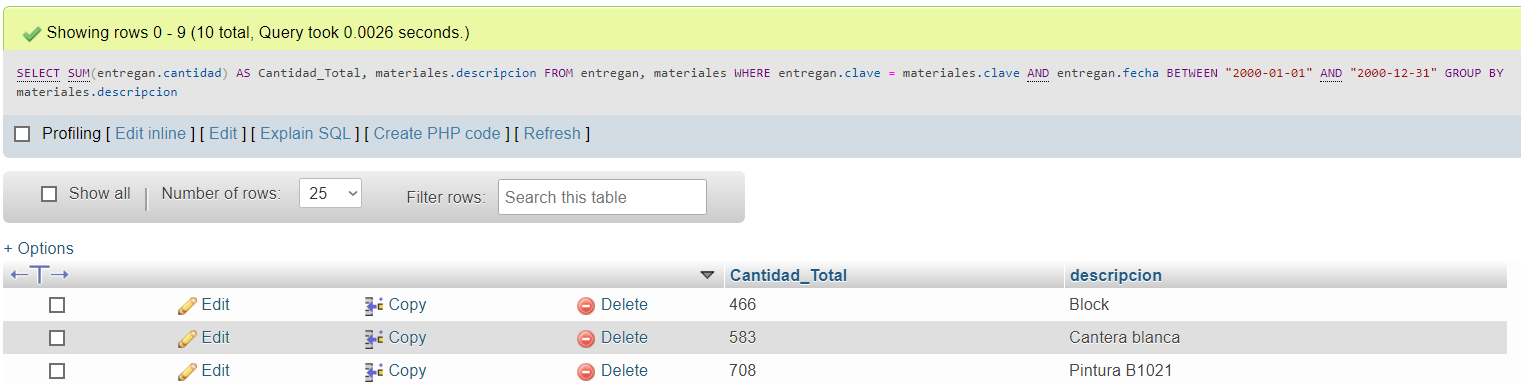 Showing rows 0 - 9 (10 total, Query took 0.0026 seconds.)
SELECT SUM(entregan.cantidad) AS Cantidad_Total, materiales.descripcion FROM entregan, materiales WHERE entregan.clave = materiales.clave AND entregan.fecha BETWEEN "2000-01-01" AND "2000-12-31" GROUP BY
materiales.descripcion
Profiling [ Edit inline ] [ Edit ] [ Explain SQL ] [ Create PHP code ] [ Refresh ]
Show all | Number of rows: 25 Filter rows: Search this table
+ Options
←T→ Cantidad_Total descripcion
Edit Copy Delete 466 Block
Edit Copy Delete 583 Cantera blanca
Edit Copy Delete 708 Pintura B1021